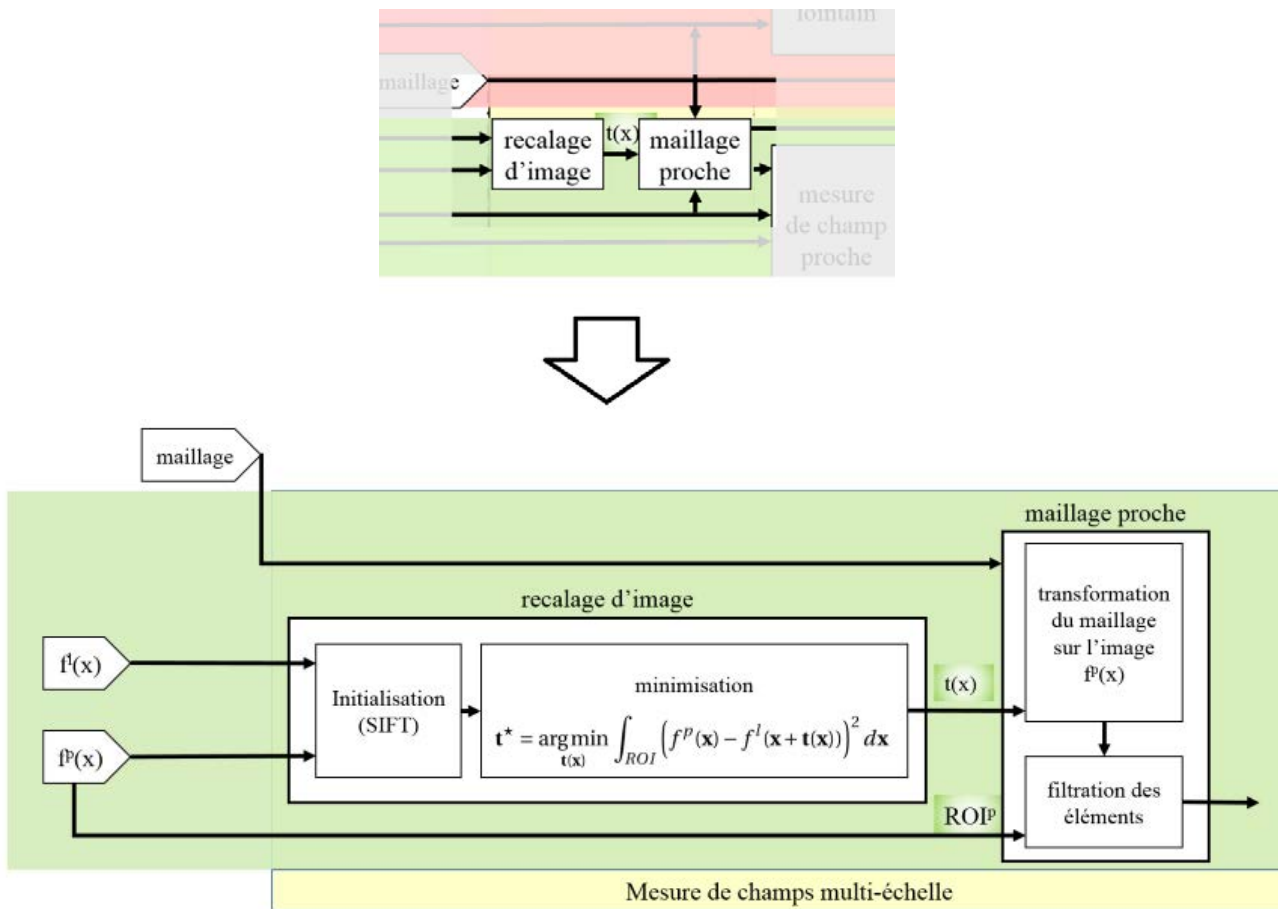 lointain
maillage
recalage
d'image
t(x)
maillage
proche
mesure
de champ
proche
maillage
maillage proche
transformation
du maillage
sur l'image
fᵖ(x)
recalage d'image
fˡ(x)
Initialisation
(SIFT)
minimisation
t⋆ = arg min ∫ROI (fᵖ(x) − fˡ(x + t(x)))² dx
t(x)
t(x)
fᵖ(x)
ROIᵖ
filtration des
éléments
Mesure de champs multi-échelle